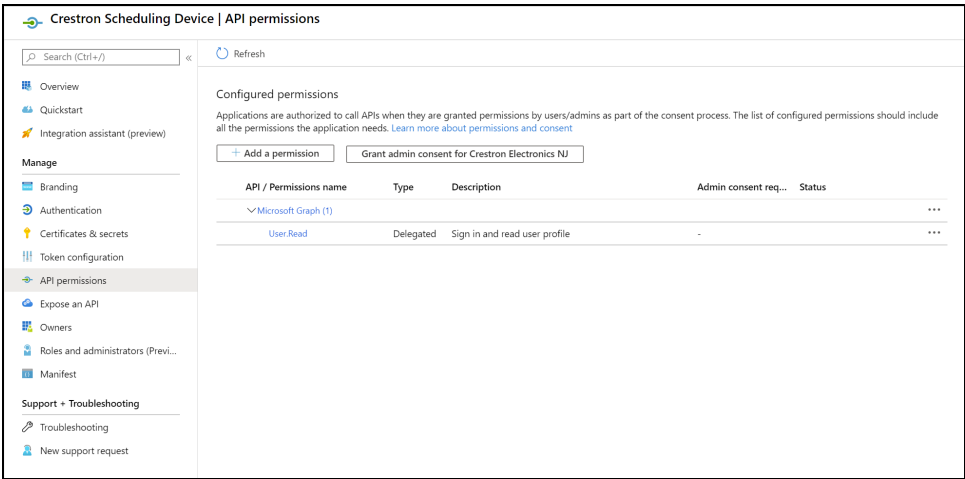 Crestron Scheduling Device | API permissions
Search (Ctrl+/)
«
Refresh
Overview
Quickstart
Integration assistant (preview)
Manage
Branding
Authentication
Certificates & secrets
Token configuration
API permissions
Expose an API
Owners
Roles and administrators (Previ...
Manifest
Support + Troubleshooting
Troubleshooting
New support request
Configured permissions
Applications are authorized to call APIs when they are granted permissions by users/admins as part of the consent process. The list of configured permissions should include
all the permissions the application needs. Learn more about permissions and consent
+ Add a permission Grant admin consent for Crestron Electronics NJ
API / Permissions name Type Description Admin consent req... Status
Microsoft Graph (1) ...
User.Read Delegated Sign in and read user profile - ...